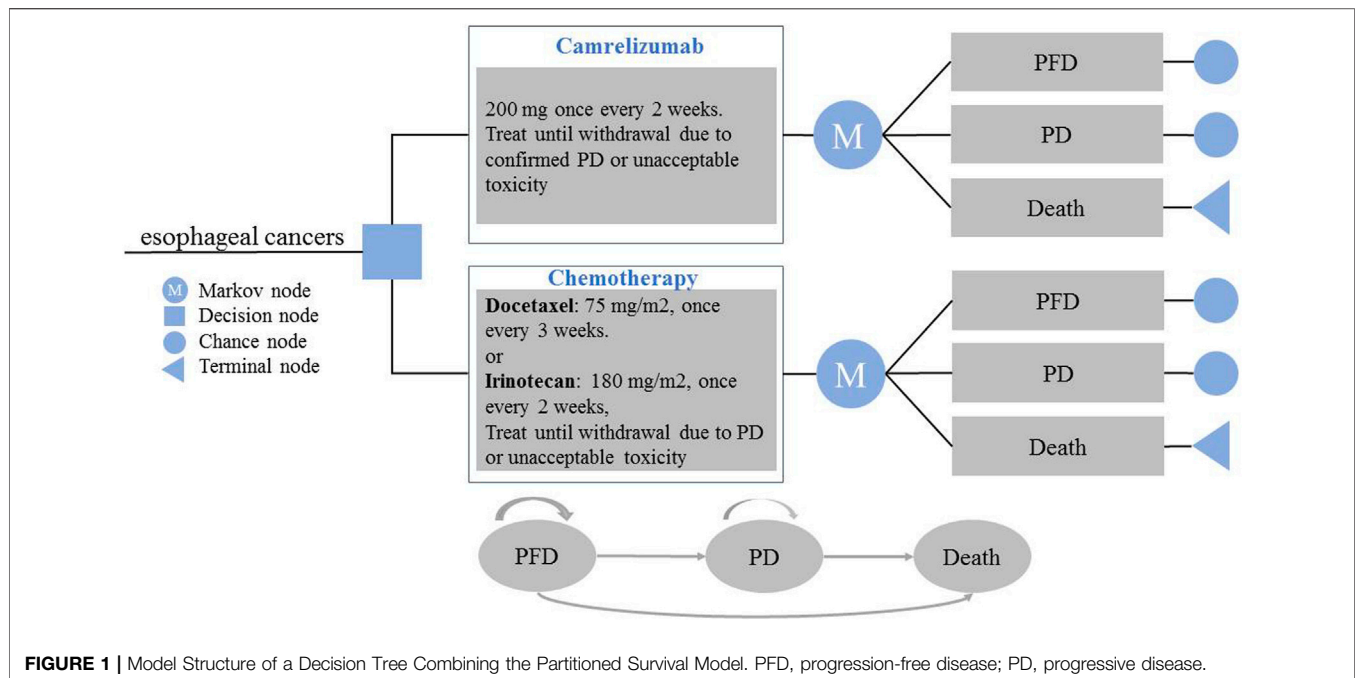 Camrelizumab
200 mg once every 2 weeks.
Treat until withdrawal due to
confirmed PD or unacceptable
toxicity
M
PFD
PD
Death
esophageal cancers
M Markov node
Decision node
Chance node
Terminal node
Chemotherapy
Docetaxel: 75 mg/m2, once
every 3 weeks.
or
Irinotecan: 180 mg/m2, once
every 2 weeks,
Treat until withdrawal due to PD
or unacceptable toxicity
M
PFD
PD
Death
PFD
PD
Death
FIGURE 1 | Model Structure of a Decision Tree Combining the Partitioned Survival Model. PFD, progression-free disease; PD, progressive disease.